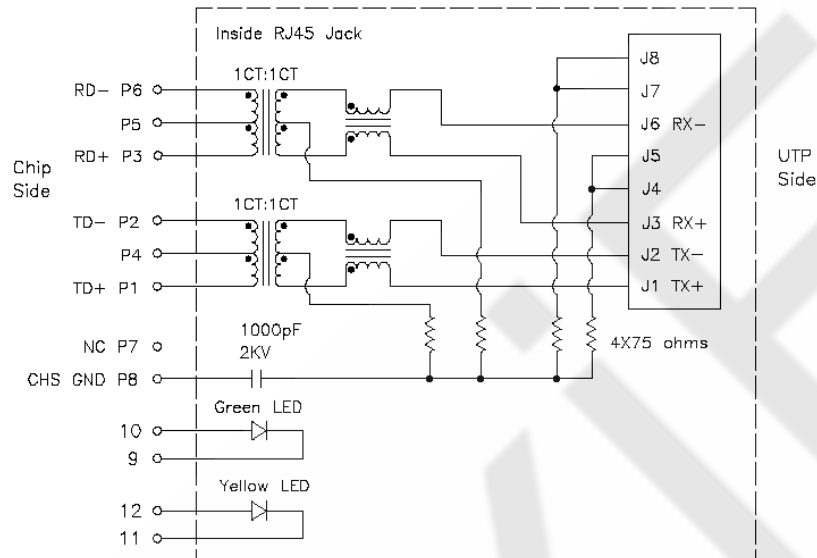 Inside RJ45 Jack
1CT:1CT
RD- P6
P5
RD+ P3
Chip
Side
1CT:1CT
TD- P2
P4
TD+ P1
1000pF
2KV
NC P7
CHS GND P8
Green LED
10
9
Yellow LED
12
11
J8
J7
J6 RX-
J5
J4
J3 RX+
J2 TX-
J1 TX+
UTP
Side
4X75 ohms